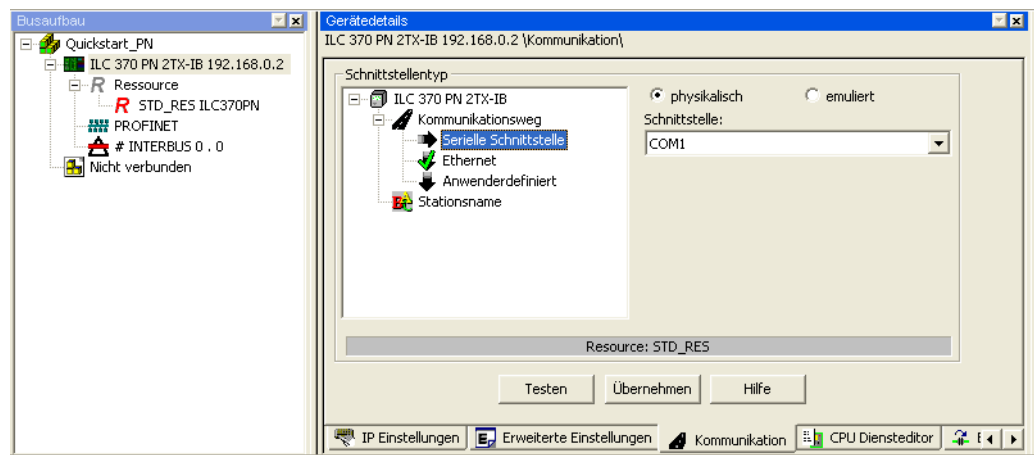 Busaufbau
Quickstart_PN
ILC 370 PN 2TX-IB 192.168.0.2
R Ressource
R STD_RES ILC370PN
PROFINET
# INTERBUS 0 . 0
Nicht verbunden
Gerätedetails
ILC 370 PN 2TX-IB 192.168.0.2 \Kommunikation\
Schnittstellentyp
ILC 370 PN 2TX-IB
Kommunikationsweg
Serielle Schnittstelle
Ethernet
Anwenderdefiniert
Stationsname
physikalisch
emuliert
Schnittstelle:
COM1
Resource: STD_RES
Testen
Übernehmen
Hilfe
IP Einstellungen
Erweiterte Einstellungen
Kommunikation
CPU Diensteditor